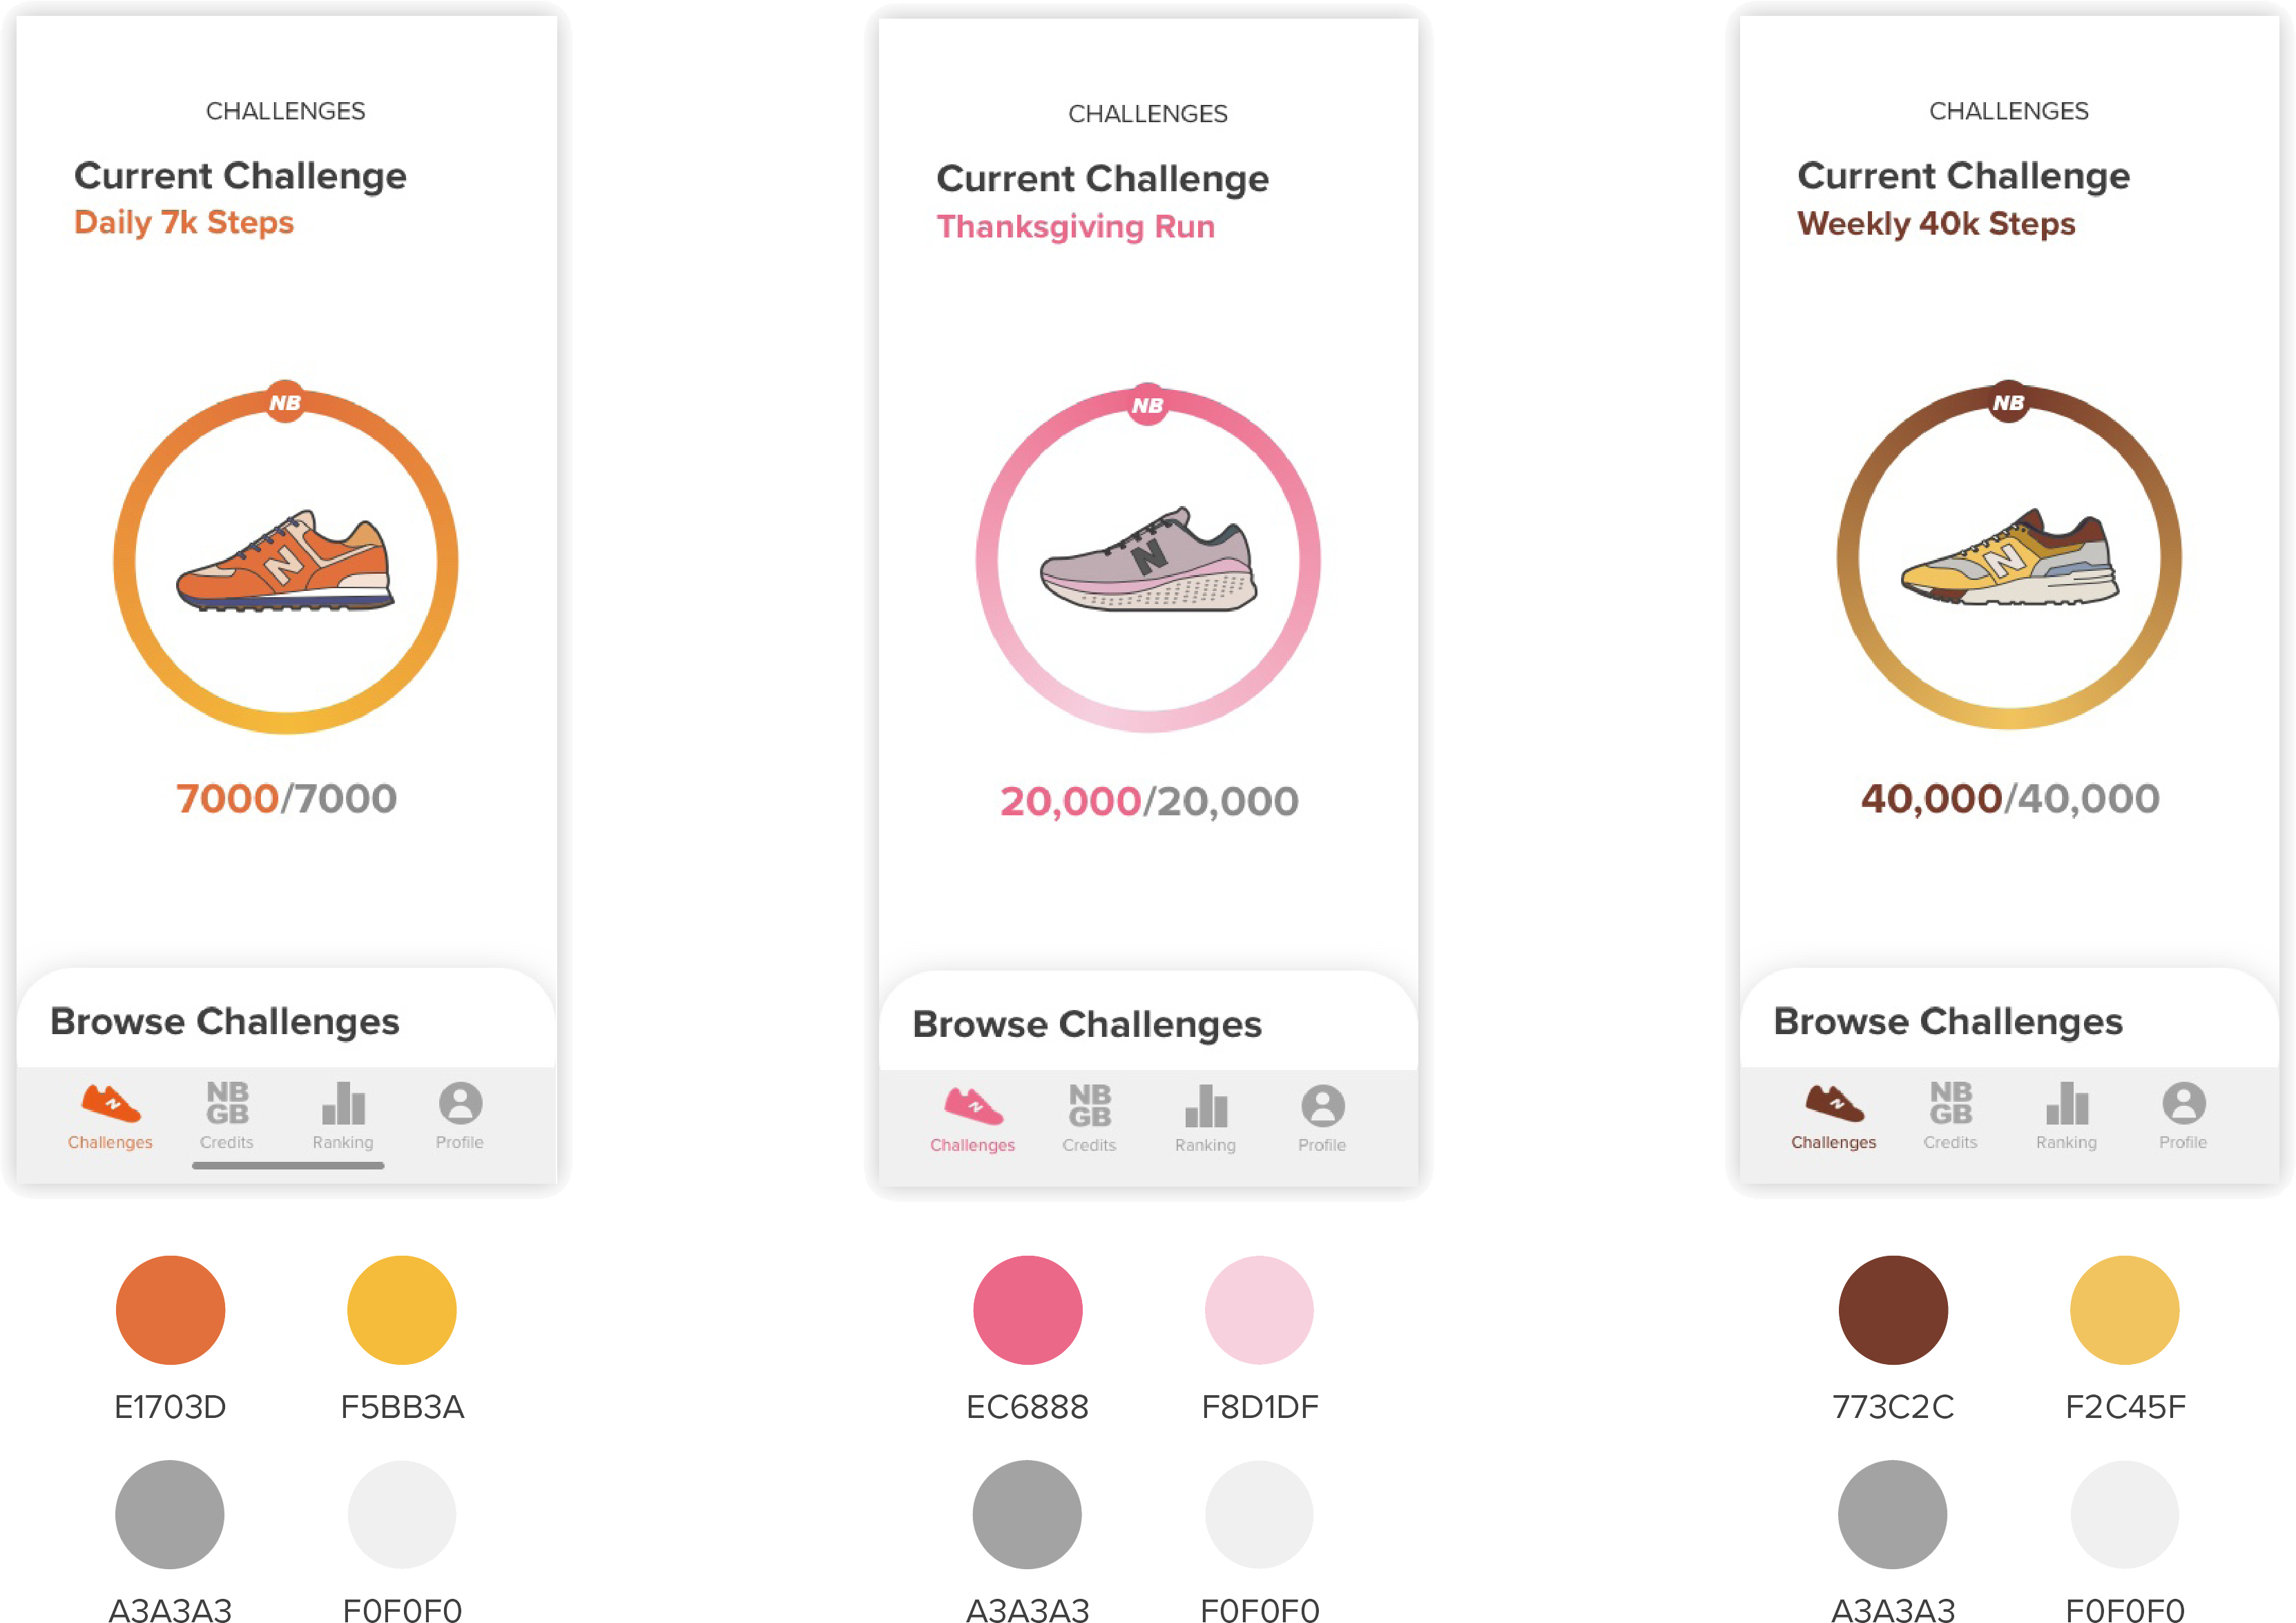 CHALLENGES
Current Challenge
Daily 7k Steps
NB
N
7000/7000
Browse Challenges
N
NB
GB
Challenges
Credits
Ranking
Profile
E1703D
F5BB3A
A3A3A3
F0F0F0
CHALLENGES
Current Challenge
Thanksgiving Run
NB
N
20,000/20,000
Browse Challenges
N
NB
GB
Challenges
Credits
Ranking
Profile
EC6888
F8D1DF
A3A3A3
F0F0F0
CHALLENGES
Current Challenge
Weekly 40k Steps
NB
N
40,000/40,000
Browse Challenges
N
NB
GB
Challenges
Credits
Ranking
Profile
773C2C
F2C45F
A3A3A3
F0F0F0